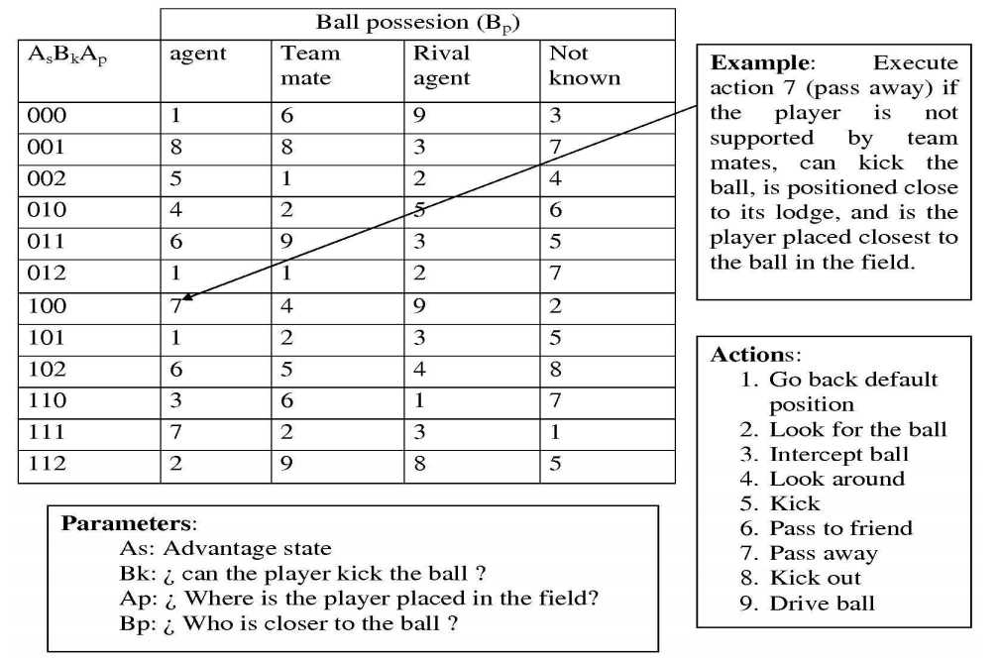 Ball possesion (Bp)
AsBkAp agent Team mate Rival agent Not known
000 1 6 9 3
001 8 8 3 7
002 5 1 2 4
010 4 2 5 6
011 6 9 3 5
012 1 1 2 7
100 7 4 9 2
101 1 2 3 5
102 6 5 4 8
110 3 6 1 7
111 7 2 3 1
112 2 9 8 5
Example: Execute
action 7 (pass away) if
the player is not
supported by team
mates, can kick the
ball, is positioned close
to its lodge, and is the
player placed closest to
the ball in the field.
Actions:
1. Go back default
position
2. Look for the ball
3. Intercept ball
4. Look around
5. Kick
6. Pass to friend
7. Pass away
8. Kick out
9. Drive ball
Parameters:
As: Advantage state
Bk: ¿ can the player kick the ball ?
Ap: ¿ Where is the player placed in the field?
Bp: ¿ Who is closer to the ball ?